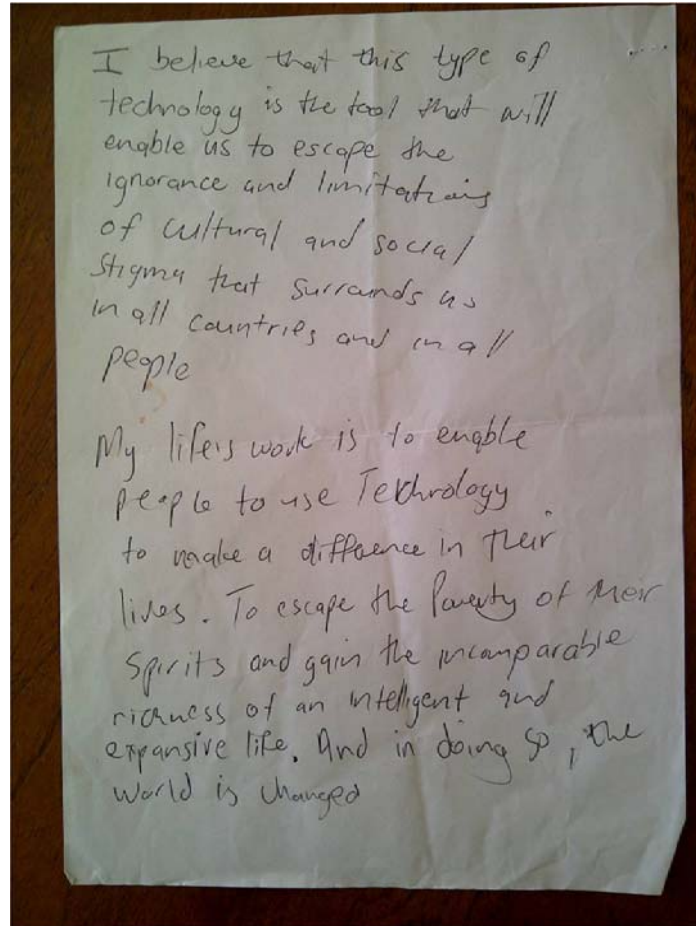 I believe that this type of
technology is the tool that will
enable us to escape the
ignorance and limitations
of cultural and social
stigma that surrounds us
in all countries and in all
people
My life's work is to enable
people to use Technology
to make a difference in their
lives. To escape the Poverty of their
Spirits and gain the incomparable
richness of an intelligent and
expansive life. And in doing so, the
world is changed